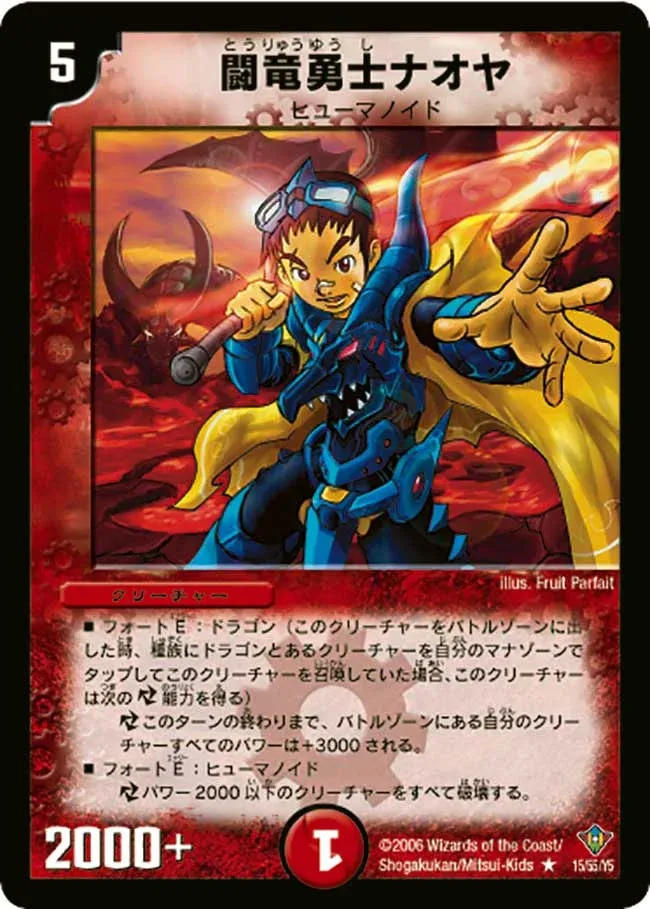 5
とうりゅうゆうし
闘竜勇士ナオヤ
ヒューマノイド
illus. Fruit Parfait
クリーチャー
■ フォートE：ドラゴン（このクリーチャーをバトルゾーンに出
した時、種族にドラゴンとあるクリーチャーを自分のマナゾーンで
タップしてこのクリーチャーを召喚していた場合、このクリーチャー
は次の 能力を得る）
このターンの終わりまで、バトルゾーンにある自分のクリー
チャーすべてのパワーは+3000 される。
■ フォートE：ヒューマノイド
パワー 2000 以下のクリーチャーをすべて破壊する。
2000+
1
©2006 Wizards of the Coast/
Shogakukan/Mitsui-Kids ★ 15/55/Y5